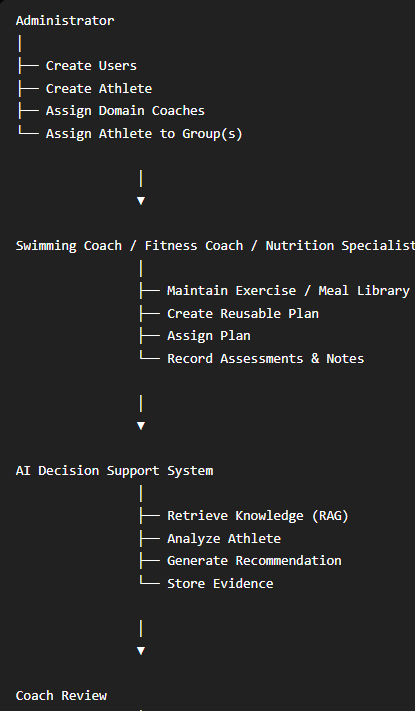 Administrator
│
├── Create Users
├── Create Athlete
├── Assign Domain Coaches
└── Assign Athlete to Group(s)
│
▼
Swimming Coach / Fitness Coach / Nutrition Specialist
│
├── Maintain Exercise / Meal Library
├── Create Reusable Plan
├── Assign Plan
└── Record Assessments & Notes
│
▼
AI Decision Support System
│
├── Retrieve Knowledge (RAG)
├── Analyze Athlete
├── Generate Recommendation
└── Store Evidence
│
▼
Coach Review